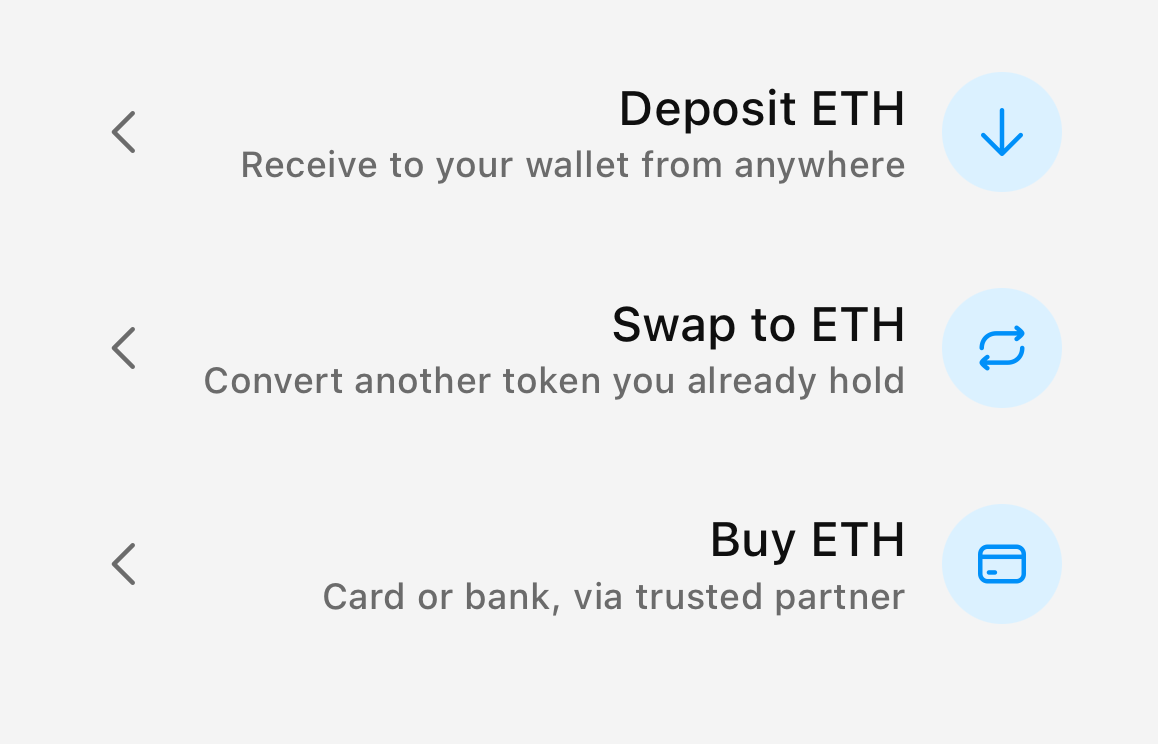 Deposit ETH
Receive to your wallet from anywhere
Swap to ETH
Convert another token you already hold
Buy ETH
Card or bank, via trusted partner